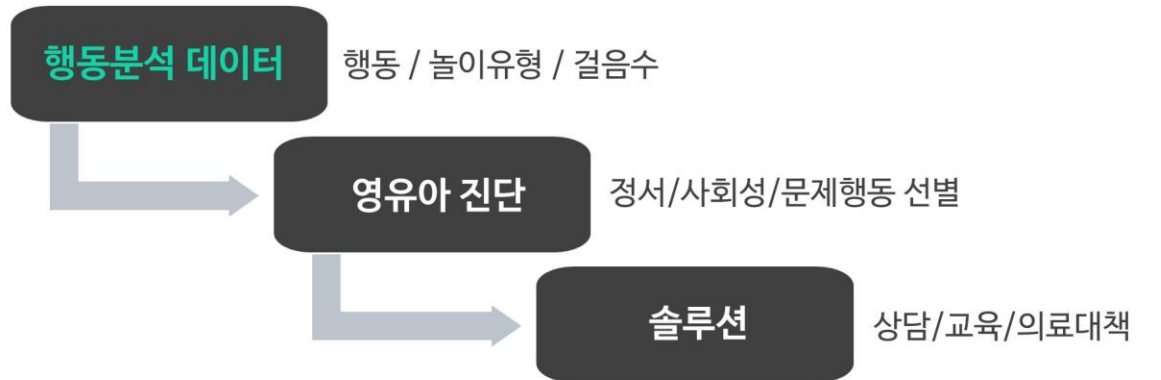 행동분석 데이터 행동 / 놀이유형 / 걸음수
영유아 진단 정서/사회성/문제행동 선별
솔루션 상담/교육/의료대책